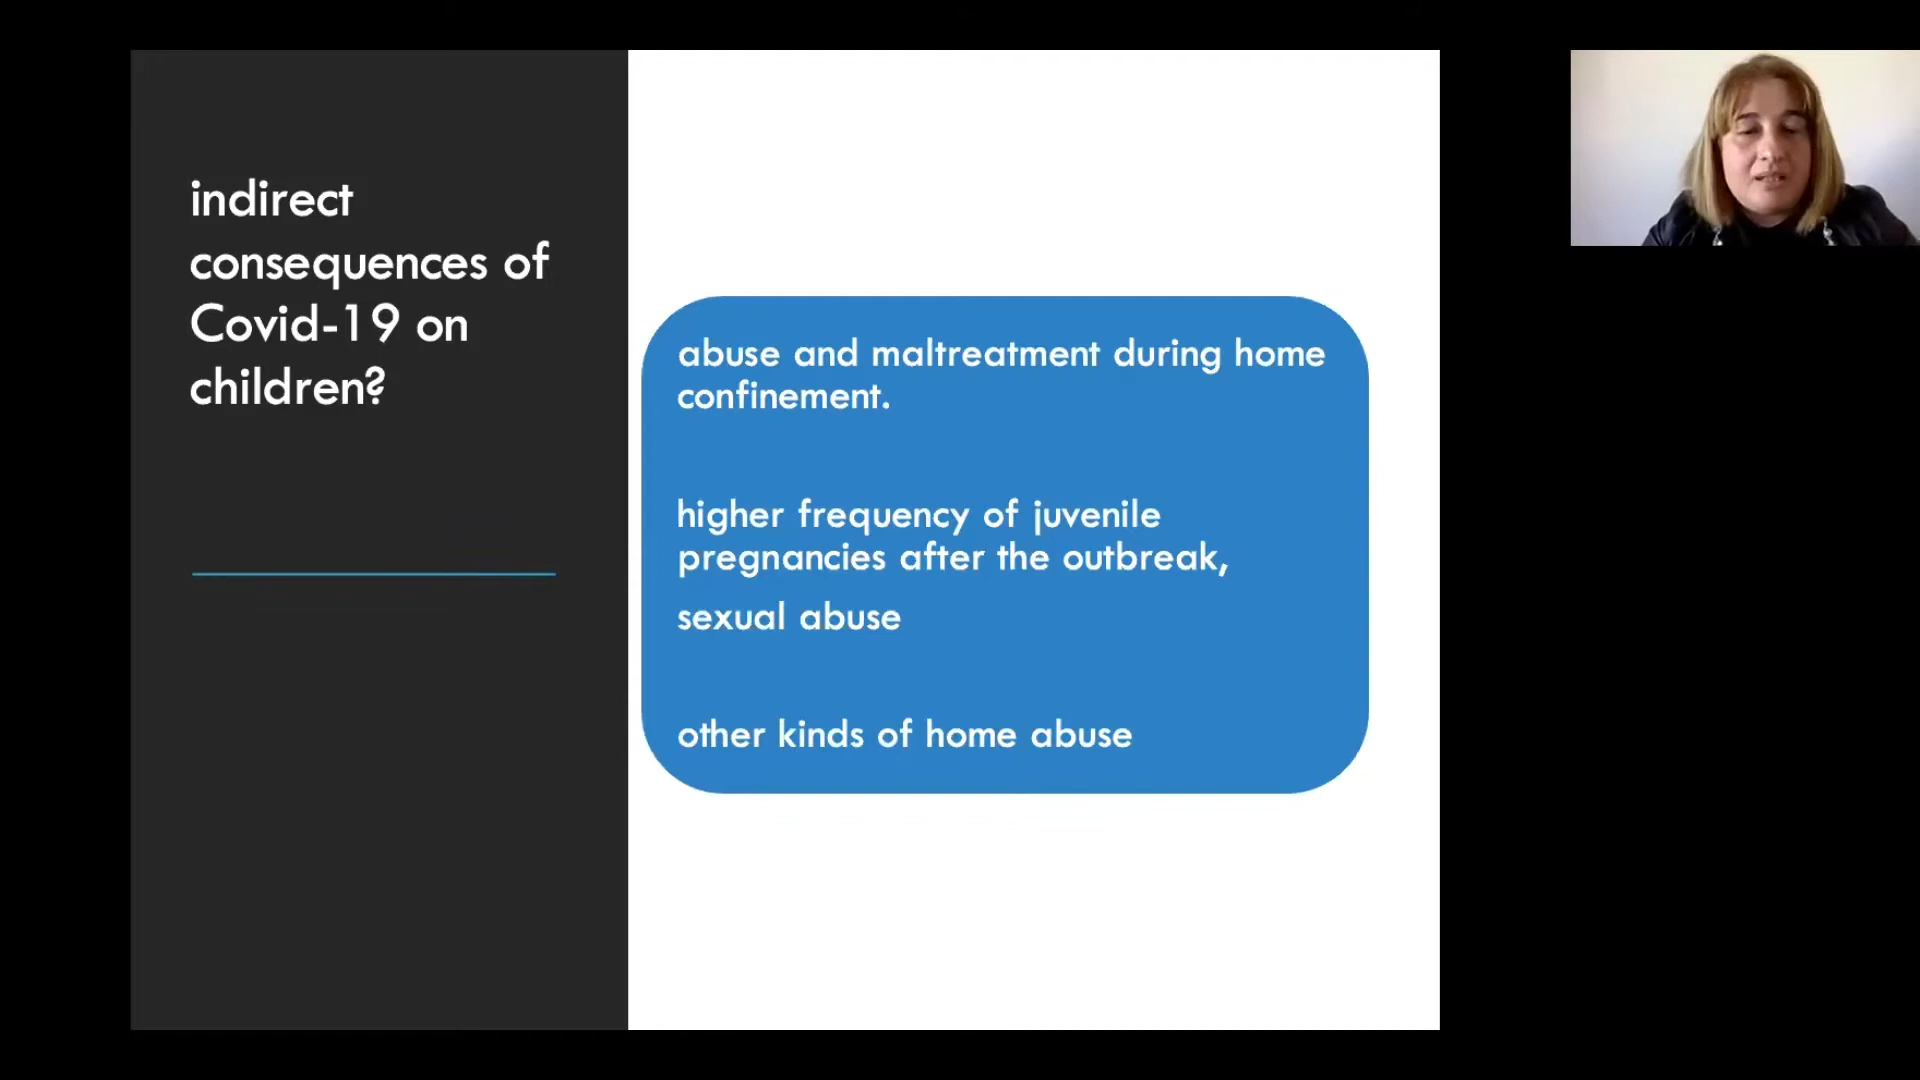 indirect
consequences of
Covid-19 on
children?
abuse and maltreatment during home
confinement.
higher frequency of juvenile
pregnancies after the outbreak,
sexual abuse
other kinds of home abuse